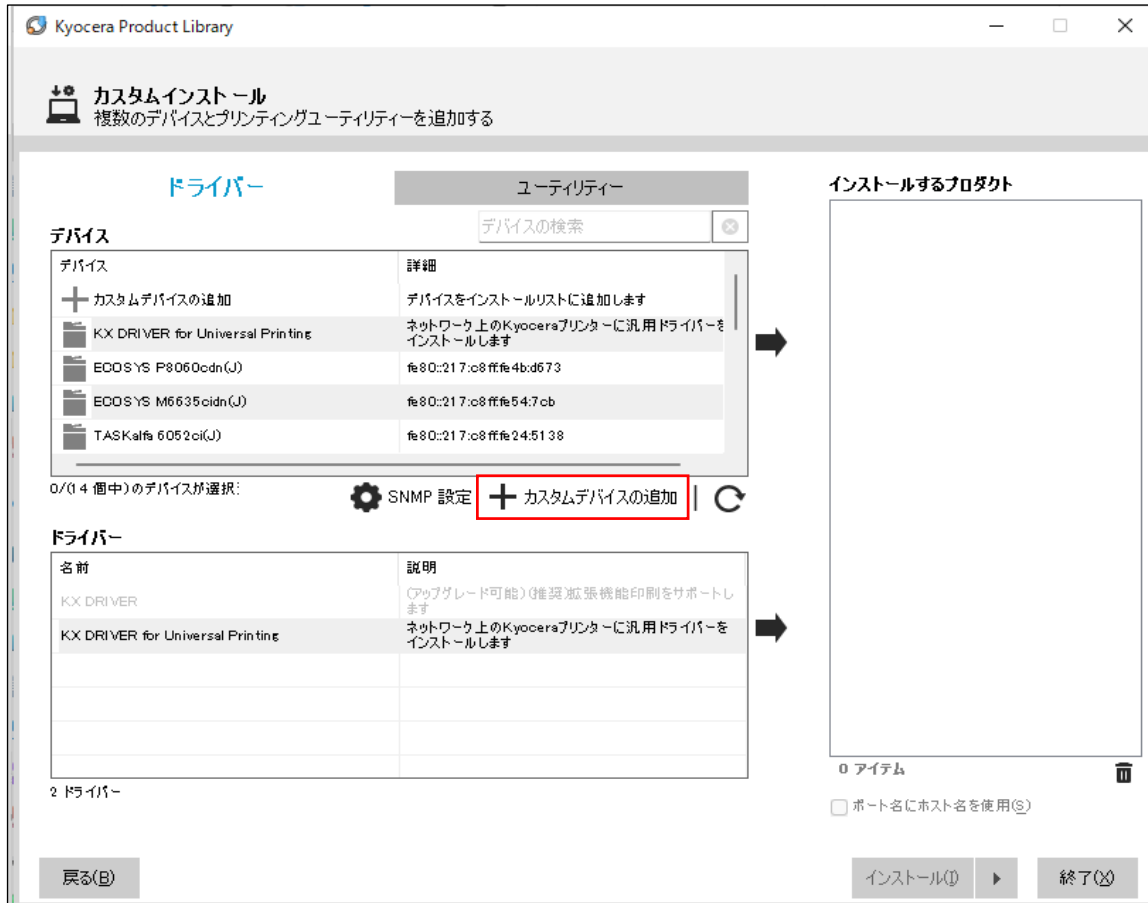 Kyocera Product Library
カスタムインストール
複数のデバイスとプリンティングユーティリティーを追加する
ドライバー
ユーティリティー
インストールするプロダクト
デバイス
デバイスの検索
デバイス
詳細
カスタムデバイスの追加
デバイスをインストールリストに追加します
KX DRIVER for Universal Printing
ネットワーク上のKyoceraプリンターに汎用ドライバーを
インストールします
ECOSYS P8060cdn(J)
fe80::217:c8ff:fe4b:d673
ECOSYS M6635cidn(J)
fe80::217:c8ff:fe54:7cb
TASKalfa 6052ci(J)
fe80::217:c8ff:fe24:5138
0/(14 個中)のデバイスが選択:
SNMP 設定
カスタムデバイスの追加
ドライバー
名前
説明
KX DRIVER
(アップグレード可能) (推奨)拡張機能印刷をサポートし
ます
KX DRIVER for Universal Printing
ネットワーク上のKyoceraプリンターに汎用ドライバーを
インストールします
2 ドライバー
0 アイテム
ポート名にホスト名を使用(S)
戻る(B)
インストール(I)
終了(X)